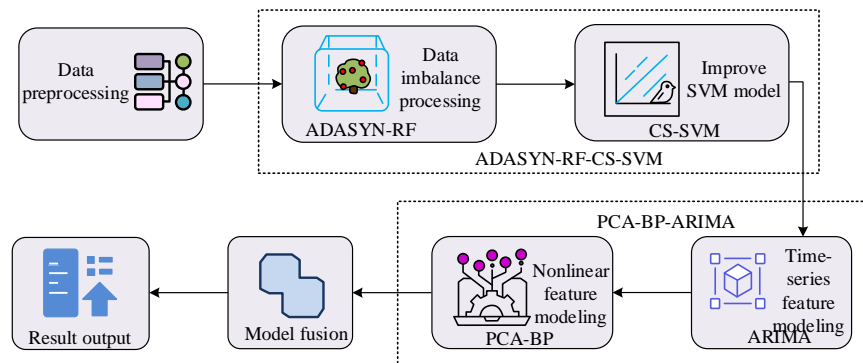 Data
preprocessing
Data
imbalance
processing
ADASYN-RF
Improve
SVM model
CS-SVM
ADASYN-RF-CS-SVM
PCA-BP-ARIMA
Time-
series
feature
modeling
ARIMA
Nonlinear
feature
modeling
PCA-BP
Model fusion
Result output